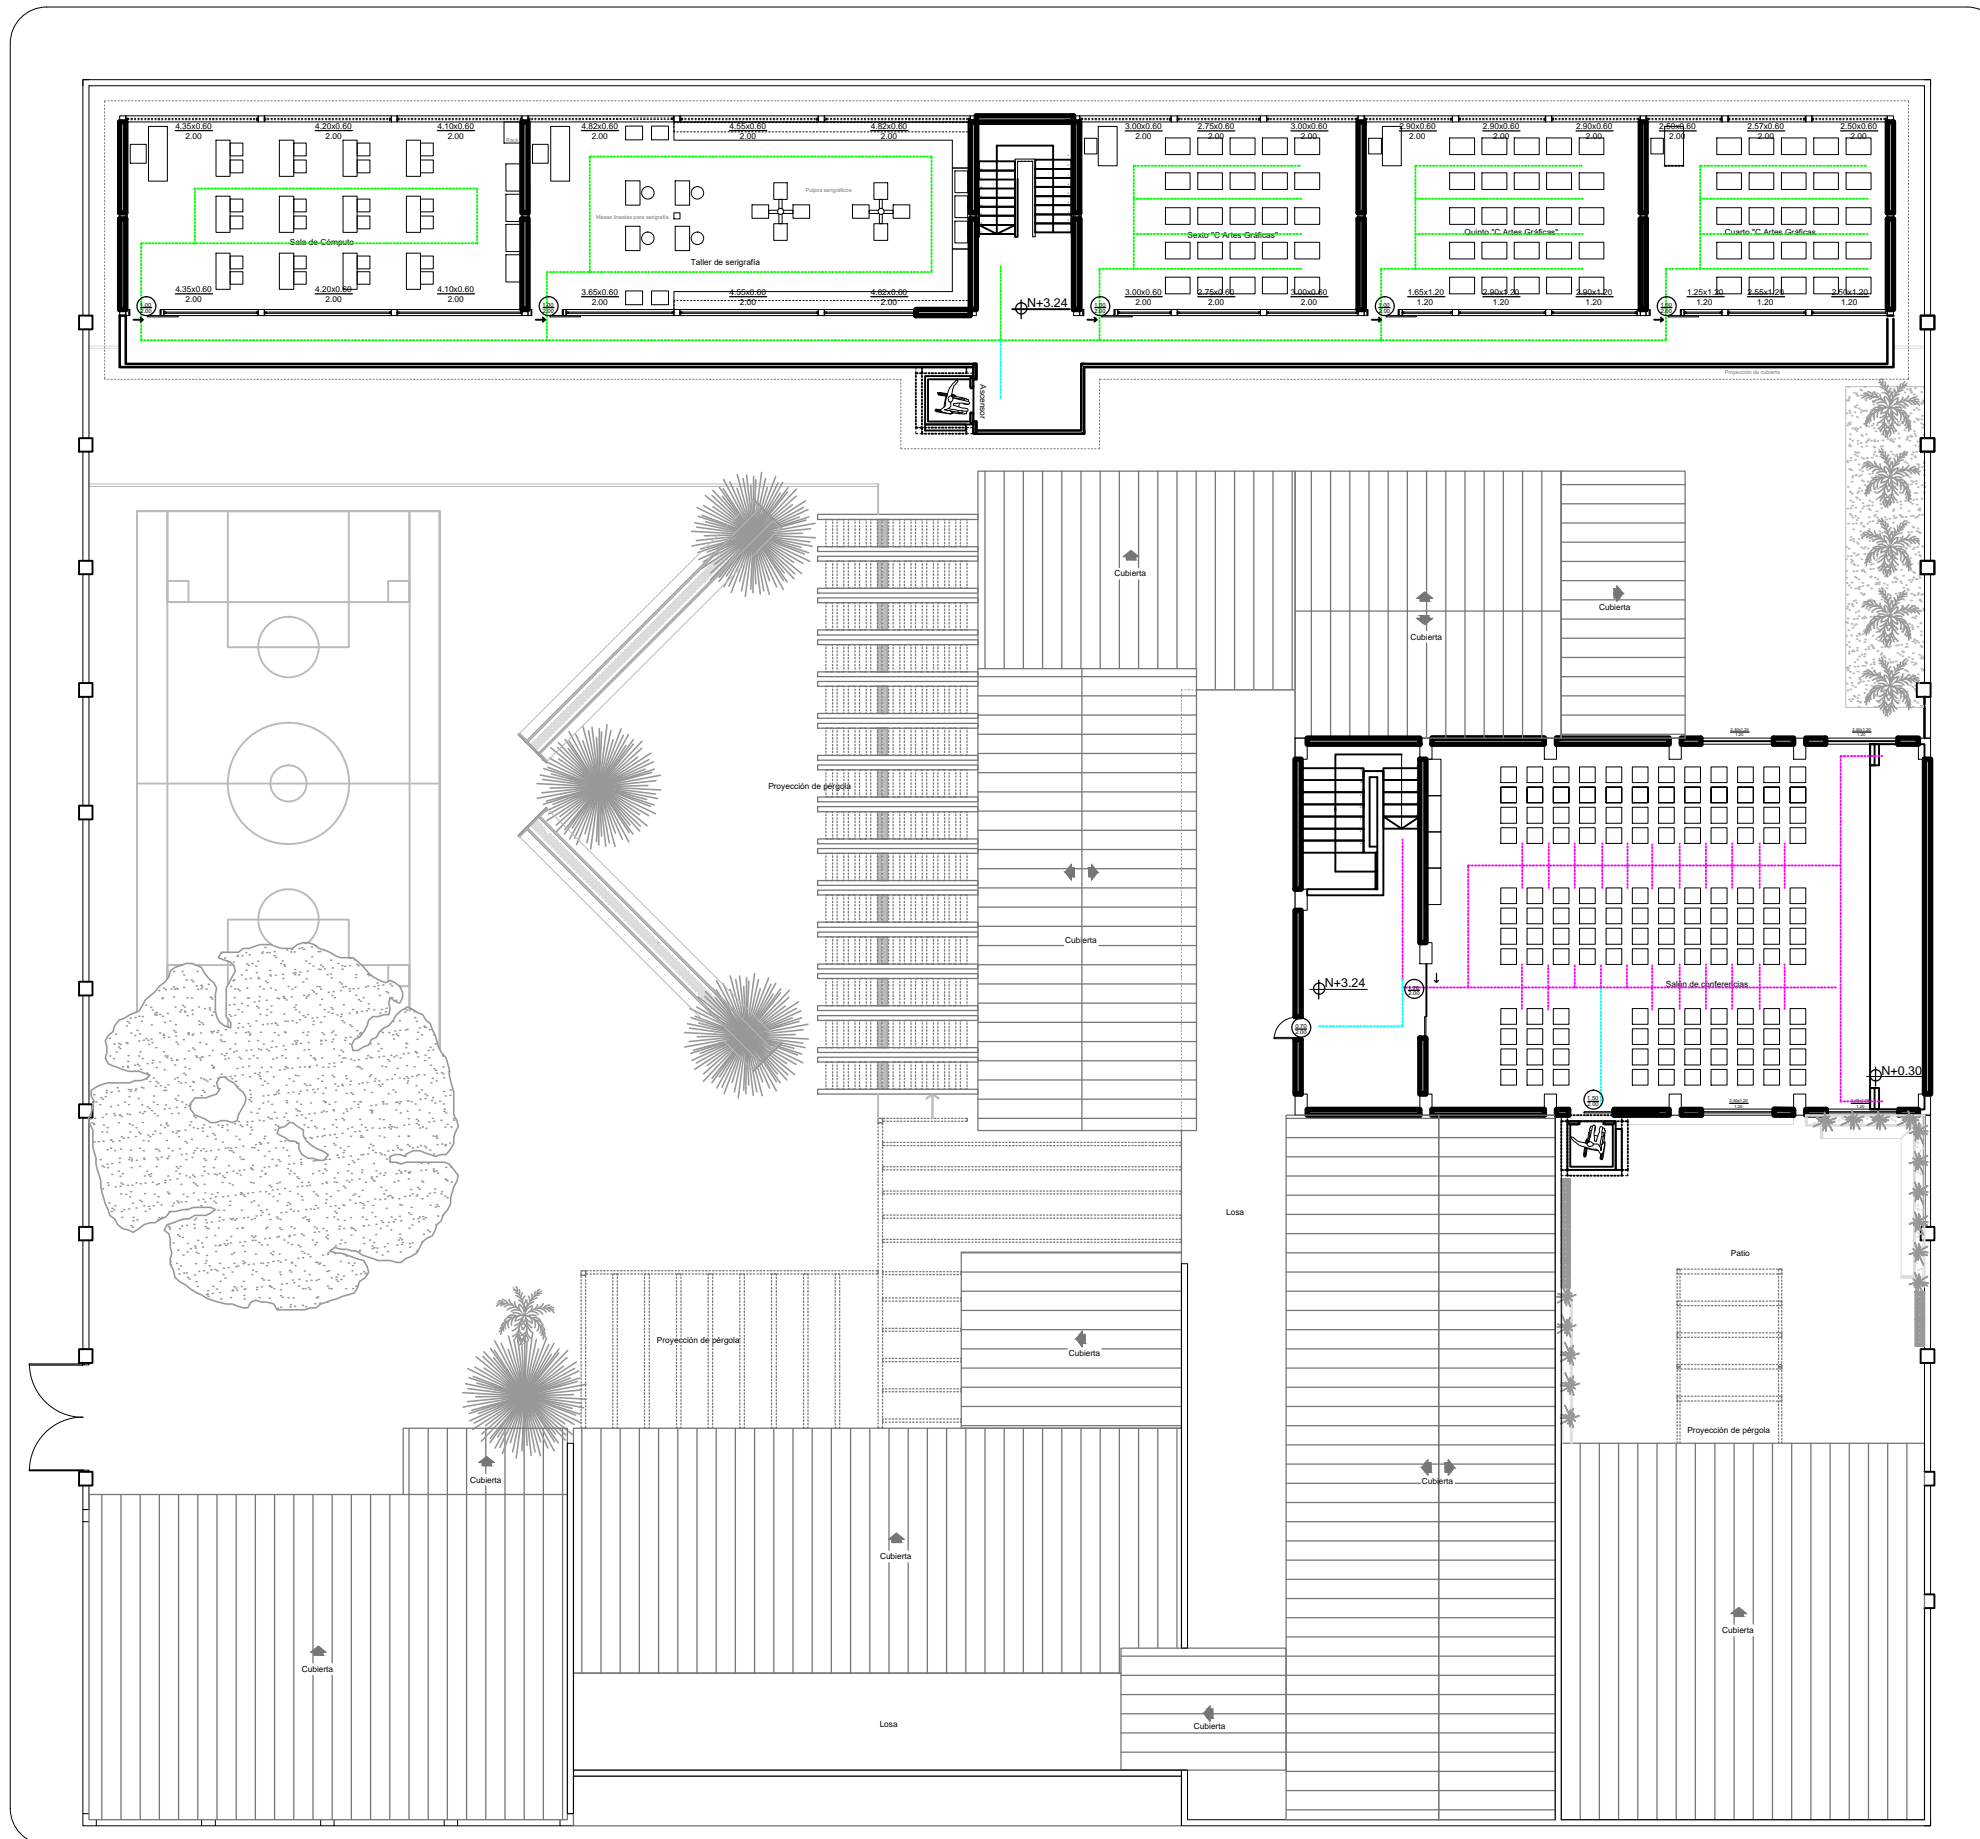 4.35x0.60 4.20x0.60 4.10x0.60 4.82x0.60 4.55x0.60 4.82x0.60 3.00x0.60 2.75x0.60 3.00x0.60 2.90x0.60 2.90x0.60 2.90x0.60 2.50x0.60 2.57x0.60 2.50x0.60
2.00 2.00 2.00 2.00 2.00 2.00 2.00 2.00 2.00 2.00 2.00 2.00 2.00 2.00 2.00
Rack
Pulpos serigráficos
Mesas lineales para serigrafía
Sala de Cómputo
Taller de serigrafía
Sexto "C Artes Gráficas"
Quinto "C Artes Gráficas"
Cuarto "C Artes Gráficas
4.35x0.60 4.20x0.60 4.10x0.60 3.65x0.60 4.55x0.60 4.82x0.60 3.00x0.60 2.75x0.60 3.00x0.60 1.65x1.20 2.90x1.20 2.90x1.20 1.25x1.20 2.55x1.20 2.50x1.20
2.00 2.00 2.00 2.00 2.00 2.00 2.00 2.00 2.00 1.20 1.20 1.20 1.20 1.20 1.20
N+3.24
Proyección de cubierta
Ascensor
Cubierta
Cubierta
Cubierta
Proyección de pérgola
Cubierta
N+3.24
Salón de conferencias
N+0.30
Losa
Patio
Proyección de pérgola
Cubierta
Proyección de pérgola
Cubierta
Cubierta
Cubierta
Cubierta
Cubierta
Losa
Cubierta